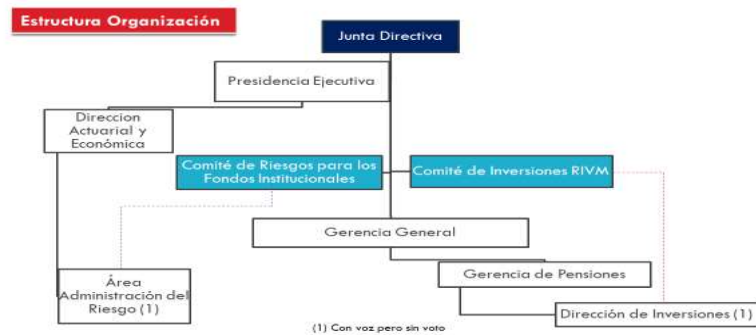 Estructura Organización
Junta Directiva
Presidencia Ejecutiva
Direccion
Actuarial y
Económica
Comité de Riesgos para los
Fondos Institucionales
Comité de Inversiones RIVM
Gerencia General
Gerencia de Pensiones
Área
Administración del
Riesgo (1)
Dirección de Inversiones (1)
(1) Con voz pero sin voto